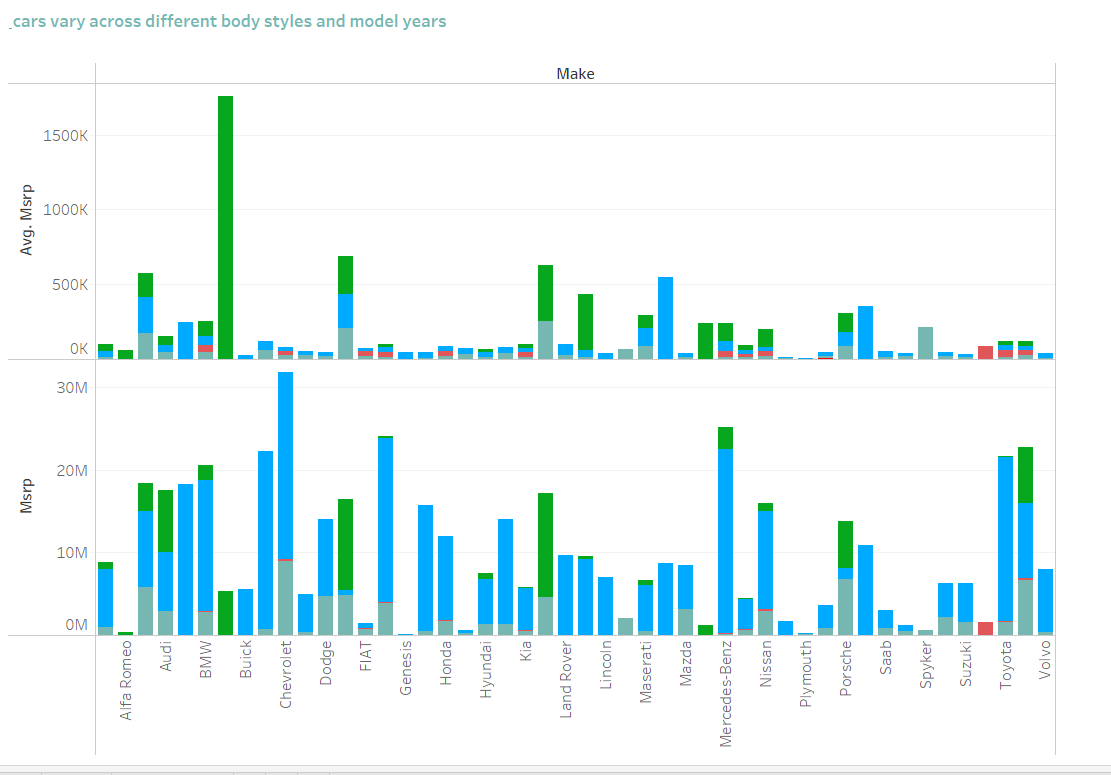 cars vary across different body styles and model years
Make
1500K
1000K
500K
0K
Avg. Msrp
30M
20M
10M
0M
Msrp
Alfa Romeo
Audi
BMW
Buick
Chevrolet
Dodge
FIAT
Genesis
Honda
Hyundai
Kia
Land Rover
Lincoln
Maserati
Mazda
Mercedes-Benz
Nissan
Plymouth
Porsche
Saab
Spyker
Suzuki
Toyota
Volvo